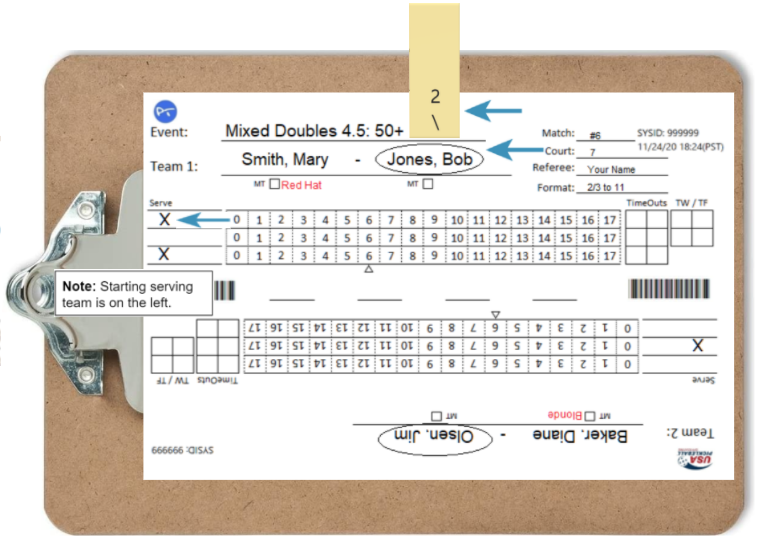 2
\
Event: Mixed Doubles 4.5: 50+ Match: #6 SYSID: 999999
Court: 7 11/24/20 18:24(PST)
Team 1: Smith, Mary - Jones, Bob Referee: Your Name
MT Red Hat MT Format: 2/3 to 11
Serve TimeOuts TW / TF
X 0 1 2 3 4 5 6 7 8 9 10 11 12 13 14 15 16 17
0 1 2 3 4 5 6 7 8 9 10 11 12 13 14 15 16 17
X 0 1 2 3 4 5 6 7 8 9 10 11 12 13 14 15 16 17
Note: Starting serving
team is on the left.
17 16 15 14 13 12 11 10 9 8 7 6 5 4 3 2 1 0
17 16 15 14 13 12 11 10 9 8 7 6 5 4 3 2 1 0 X
17 16 15 14 13 12 11 10 9 8 7 6 5 4 3 2 1 0
TW / TF TimeOuts Serve
MT MT Blonde
Team 2: Baker, Diane - Olsen, Jim
SYSID: 999999
USA
PICKLEBALL